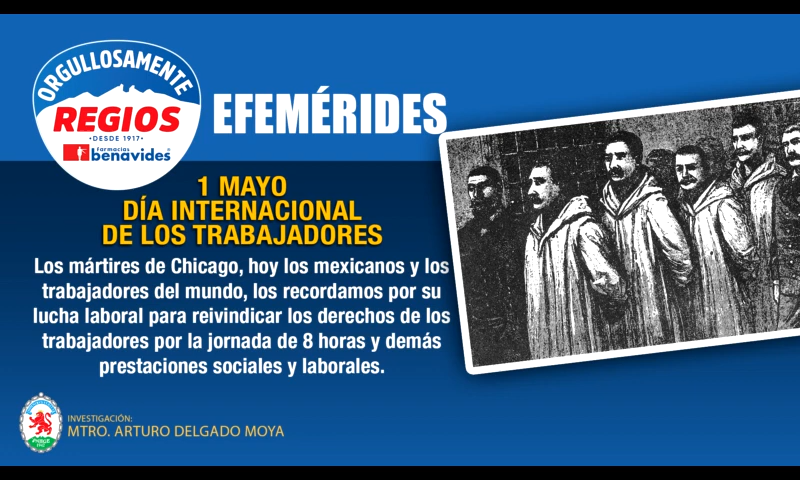 ORGULLOSAMENTE
REGIOS
•DESDE 1917•
farmacias
benavides
EFEMÉRIDES
1 MAYO
DÍA INTERNACIONAL
DE LOS TRABAJADORES
Los mártires de Chicago, hoy los mexicanos y los
trabajadores del mundo, los recordamos por su
lucha laboral para reivindicar los derechos de los
trabajadores por la jornada de 8 horas y demás
prestaciones sociales y laborales.
INVESTIGACIÓN:
MTRO. ARTURO DELGADO MOYA